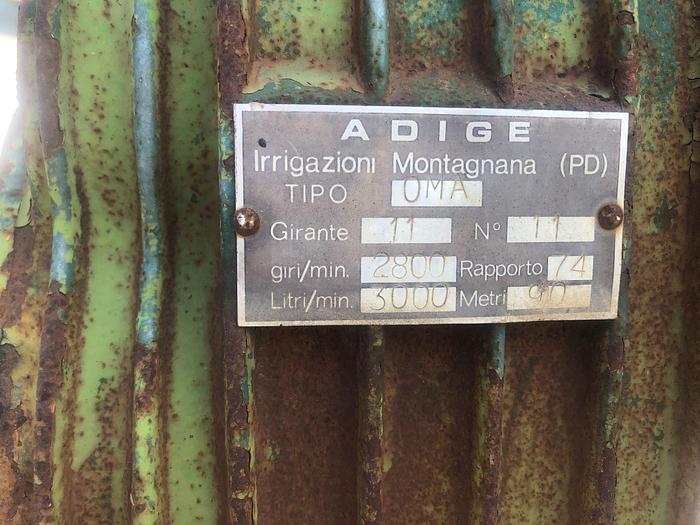 ADIGE
Irrigazioni Montagnana (PD)
TIPO OMA
Girante 11 N° 11
giri/min. 2800 Rapporto 74
Litri/min. 3000 Metri 90